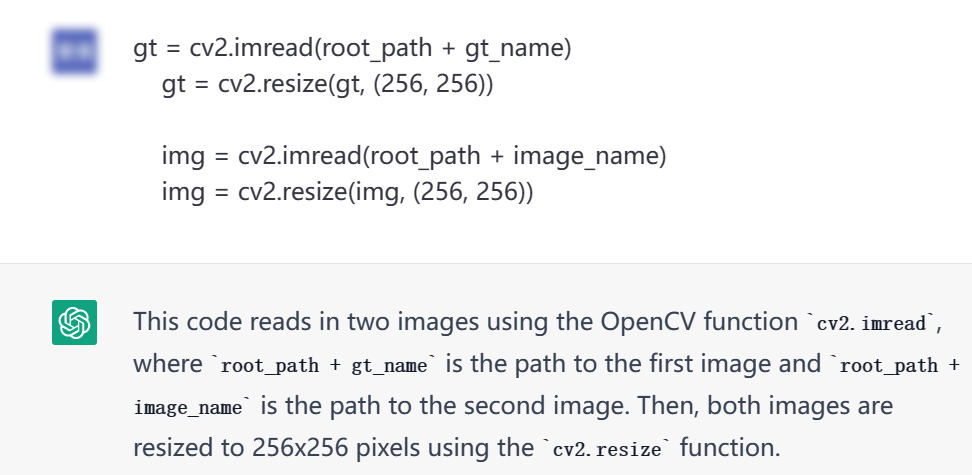 gt = cv2.imread(root_path + gt_name)
gt = cv2.resize(gt, (256, 256))
img = cv2.imread(root_path + image_name)
img = cv2.resize(img, (256, 256))
This code reads in two images using the OpenCV function `cv2.imread`,
where `root_path + gt_name` is the path to the first image and `root_path +
image_name` is the path to the second image. Then, both images are
resized to 256x256 pixels using the `cv2.resize` function.